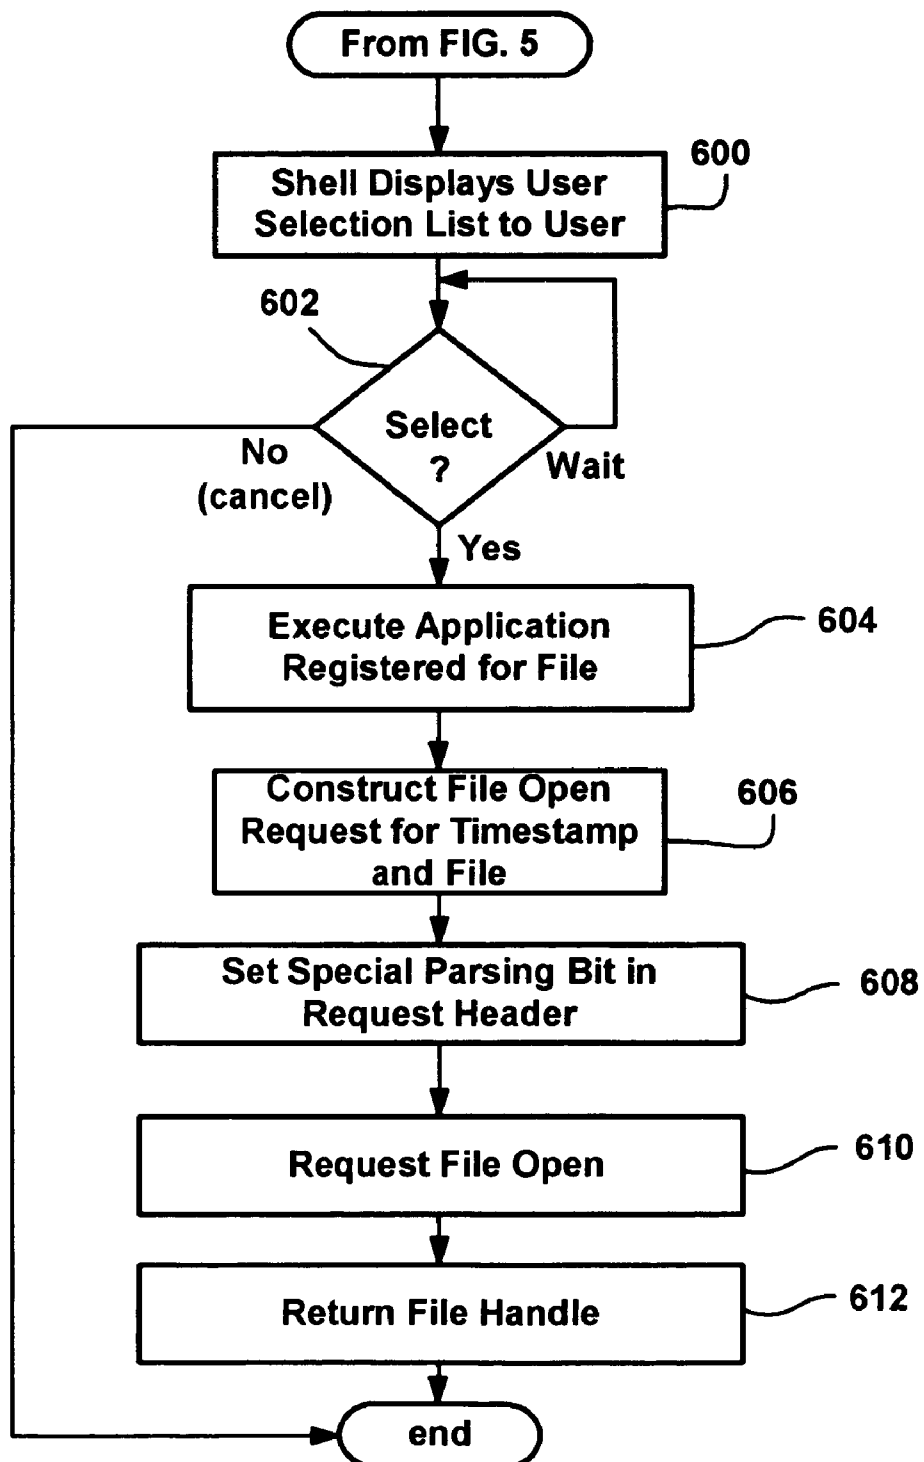 From FIG. 5
600
Shell Displays User
Selection List to User
602
Select
?
No
(cancel)
Wait
Yes
Execute Application
Registered for File
604
Construct File Open
Request for Timestamp
and File
606
Set Special Parsing Bit in
Request Header
608
Request File Open
610
Return File Handle
612
end